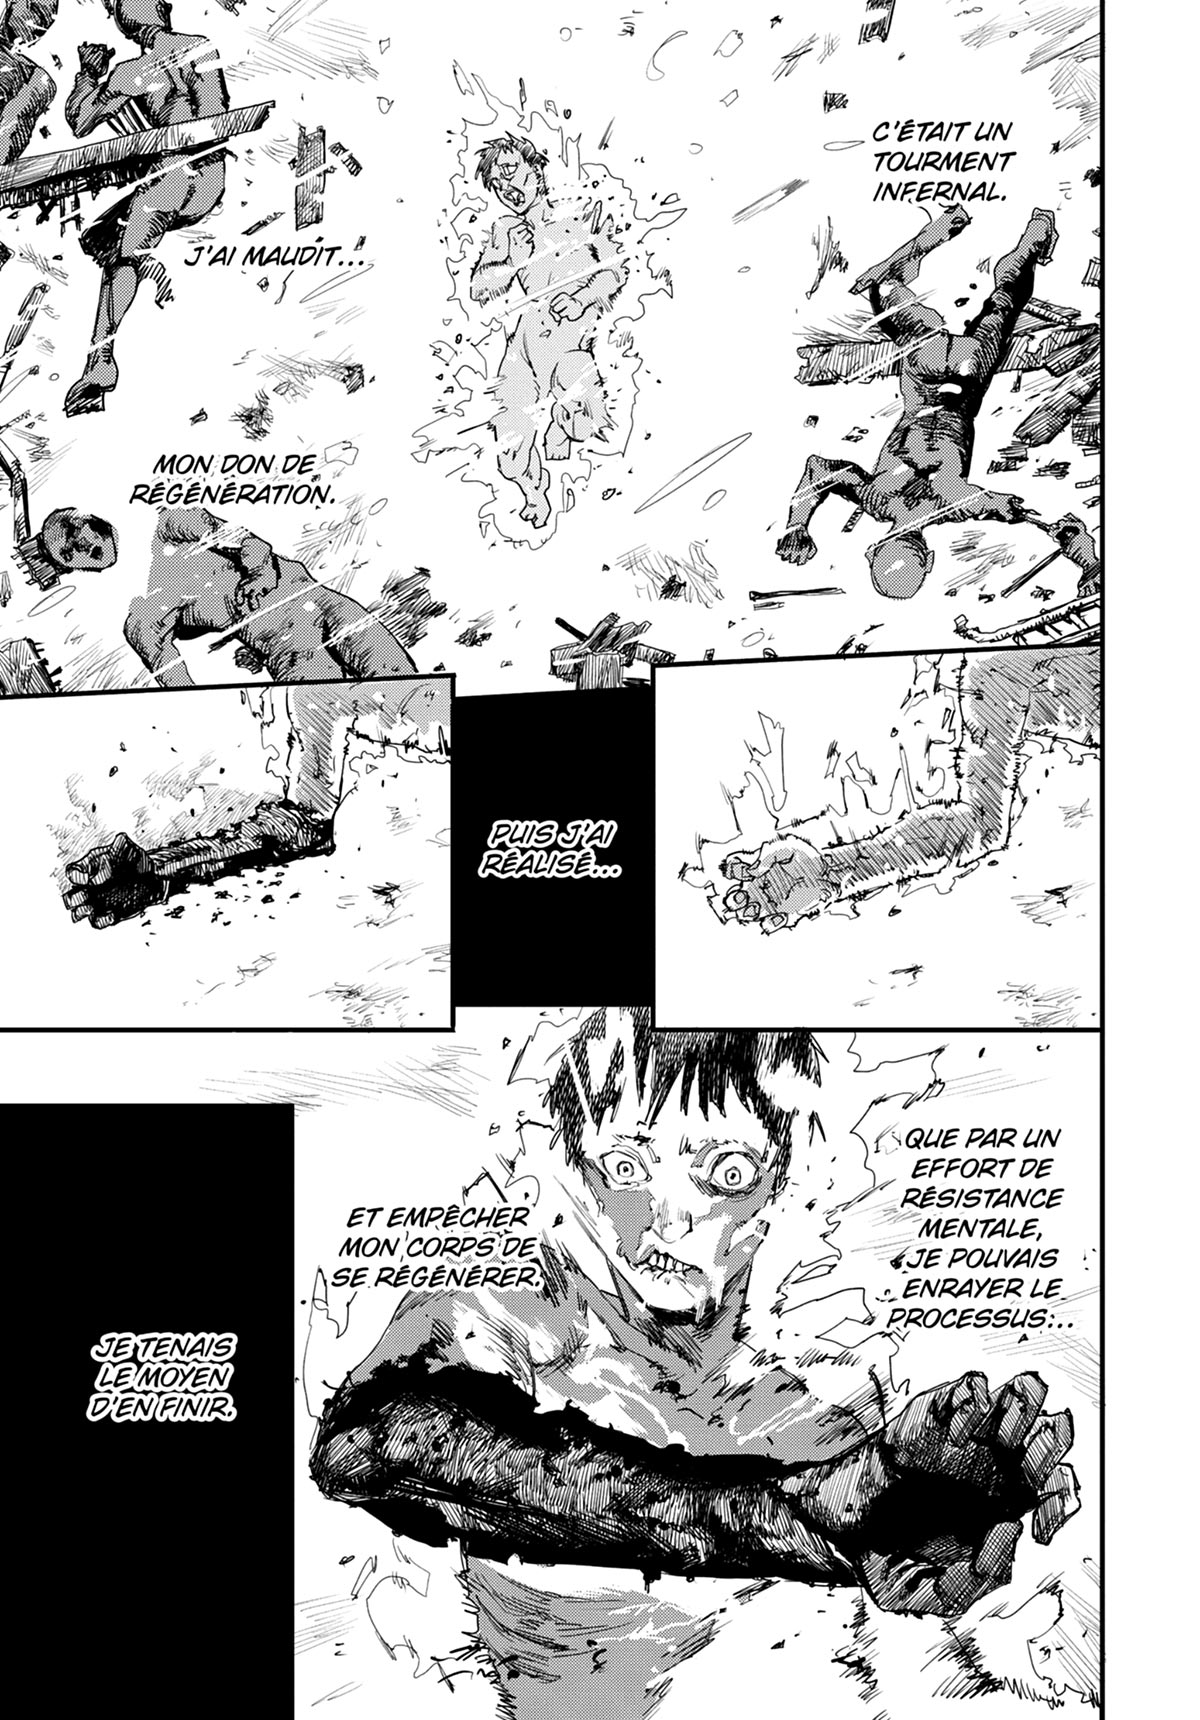 C'ÉTAIT UN
TOURMENT
INFERNAL.
J'AI MAUDIT...
MON DON DE
RÉGÉNÉRATION.
PUIS J'AI
RÉALISÉ...
QUE PAR UN
EFFORT DE
RÉSISTANCE
MENTALE,
JE POUVAIS
ENRAYER LE
PROCESSUS...
ET EMPÊCHER
MON CORPS DE
SE RÉGÉNÉRER.
JE TENAIS
LE MOYEN
D'EN FINIR.